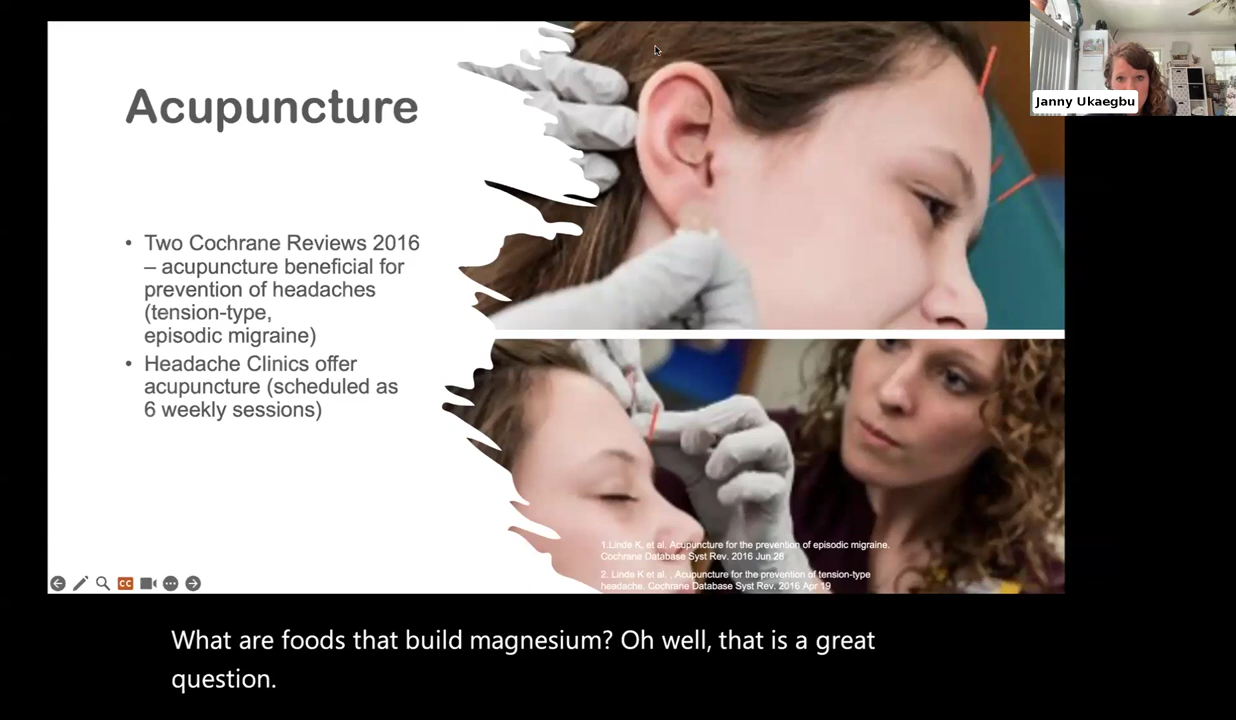 Acupuncture
Janny Ukaegbu
• Two Cochrane Reviews 2016
– acupuncture beneficial for
prevention of headaches
(tension-type,
episodic migraine)
• Headache Clinics offer
acupuncture (scheduled as
6 weekly sessions)
1.Linde K, et al. Acupuncture for the prevention of episodic migraine.
Cochrane Database Syst Rev. 2016 Jun 28
2. Linde K et al. , Acupuncture for the prevention of tension-type
headache. Cochrane Database Syst Rev. 2016 Apr 19
CC
What are foods that build magnesium? Oh well, that is a great
question.